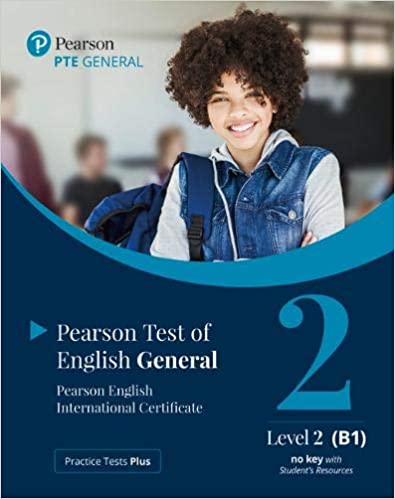 Pearson
PTE GENERAL
Pearson Test of
English General
Pearson English
International Certificate
Practice Tests Plus
2
Level 2 (B1)
no key with
Student's Resources